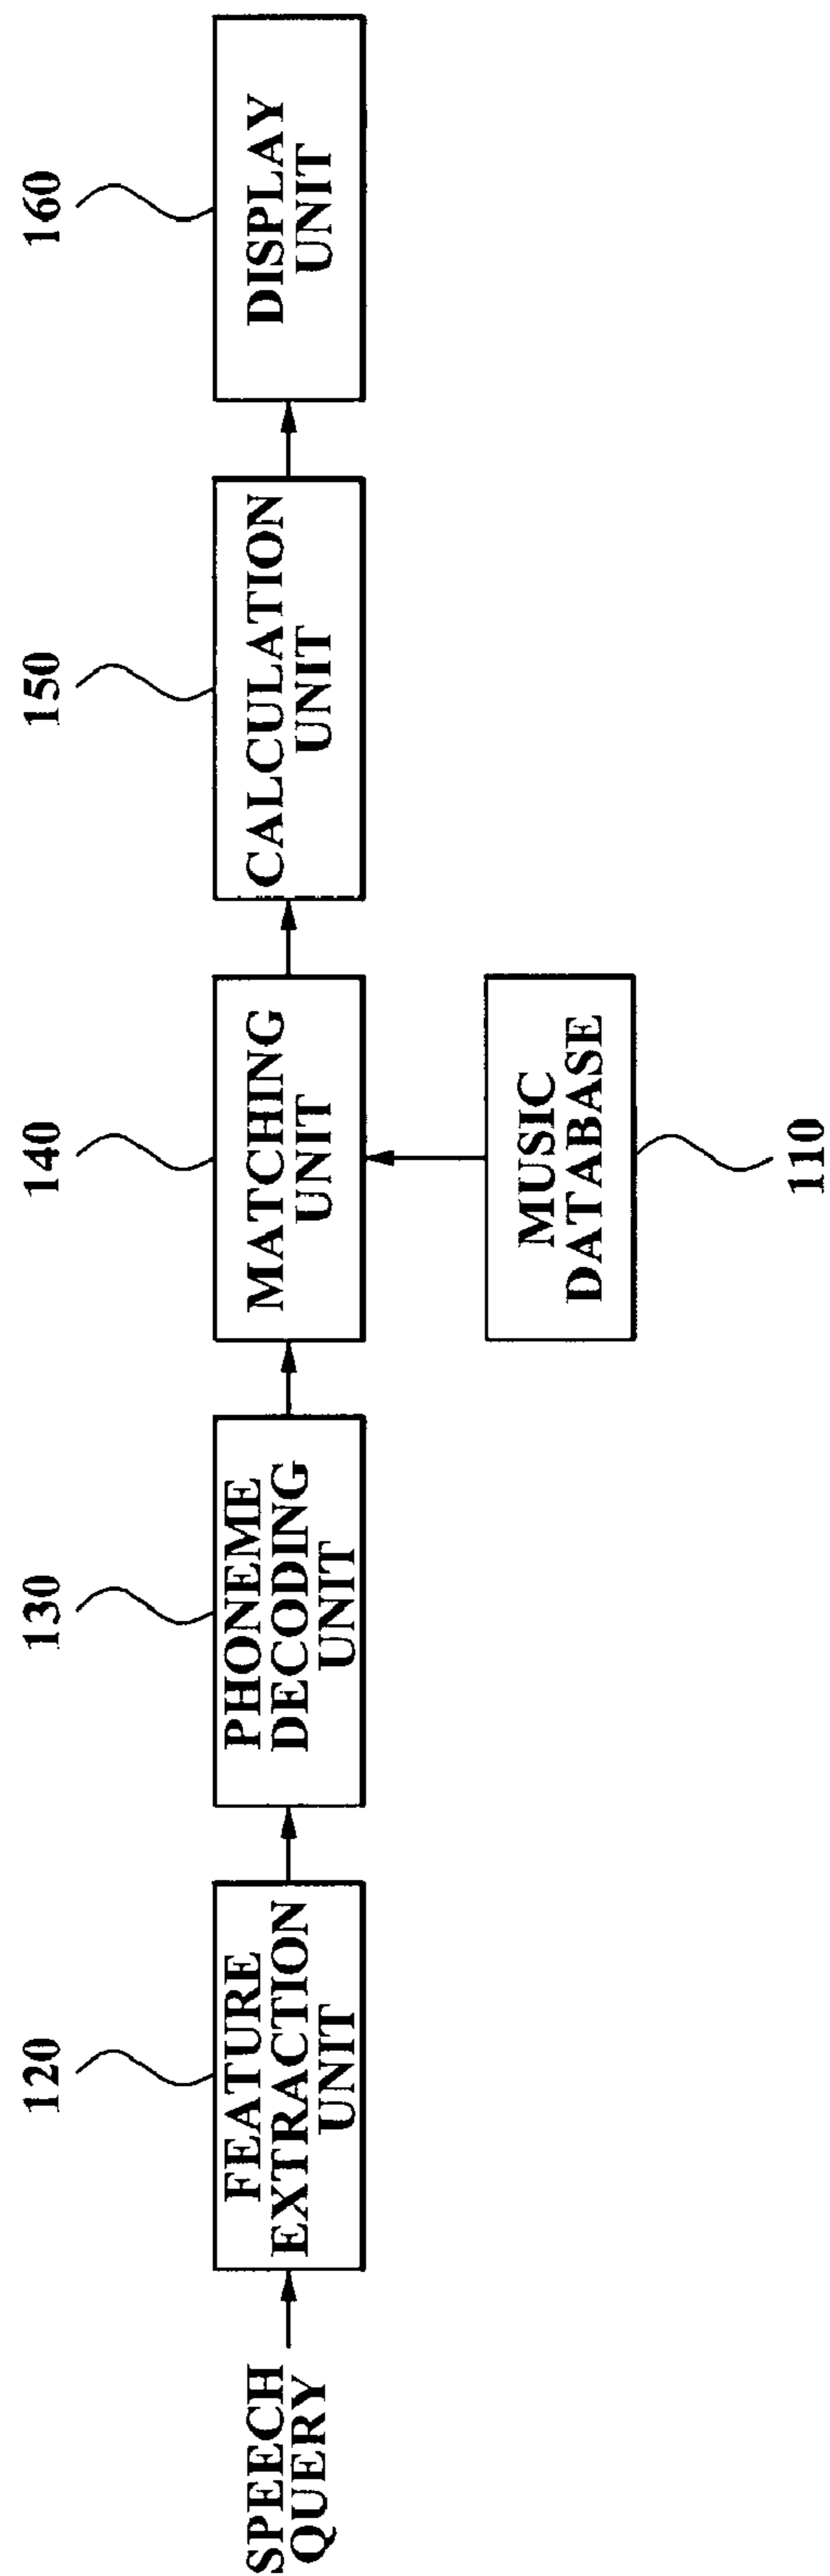 SPEECH
QUERY
120
FEATURE
EXTRACTION
UNIT
130
PHONEME
DECODING
UNIT
140
MATCHING
UNIT
150
CALCULATION
UNIT
160
DISPLAY
UNIT
MUSIC
DATABASE
110